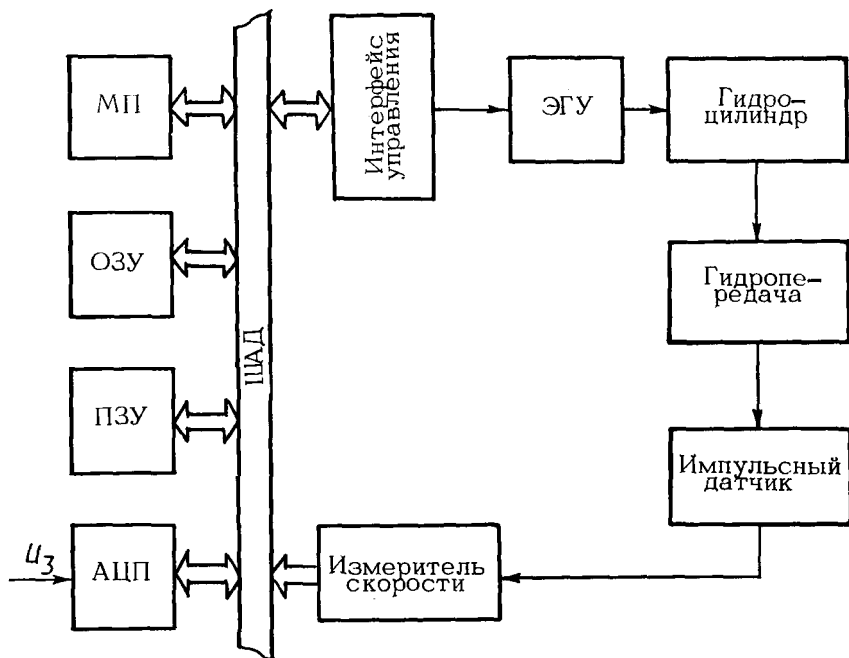 МП
ОЗУ
ПЗУ
U3
АЦП
ШАД
Интерфейс
управления
ЭГУ
Гидро-
цилиндр
Гидропе-
редача
Импульсный
датчик
Измеритель
скорости